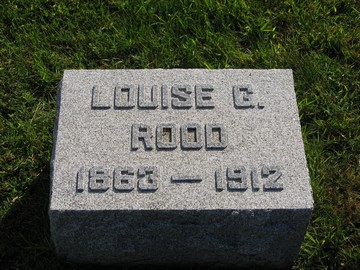 LOUISE G.
ROOD
1863 — 1912